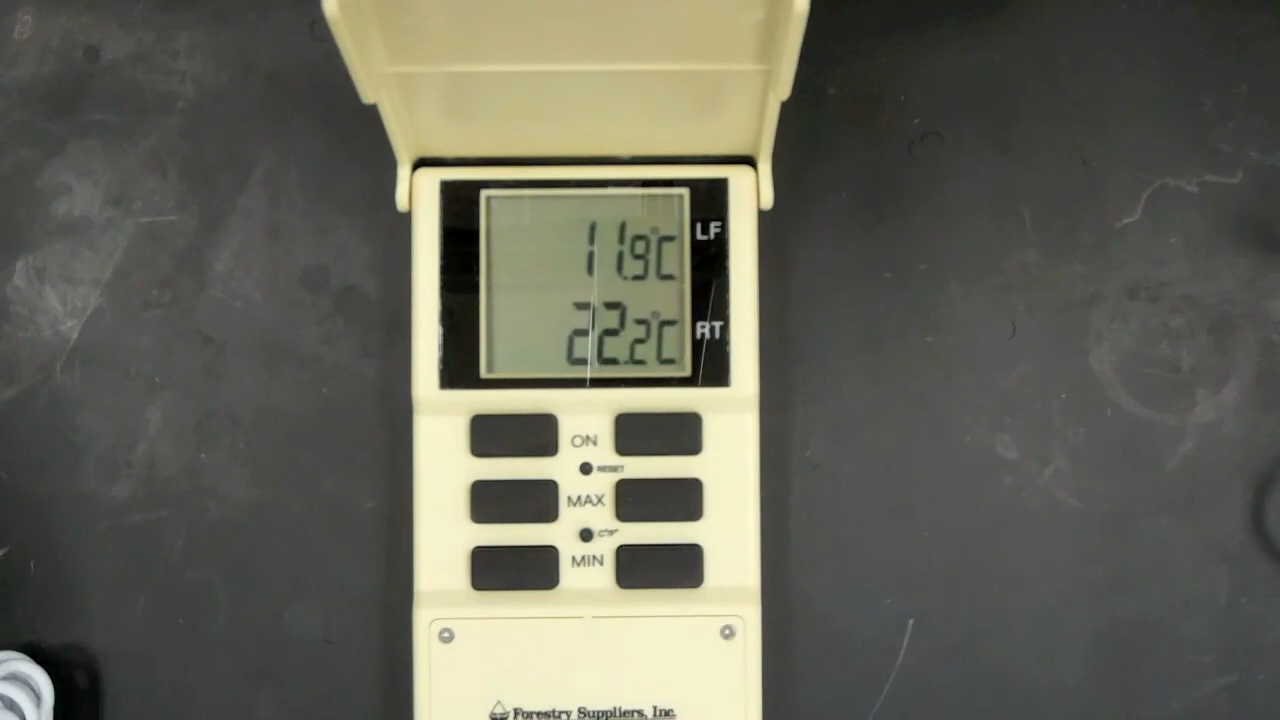 11.9°C LF
22.2°C RT
ON
RESET
MAX
C°/F°
MIN
Forestry Suppliers, Inc.